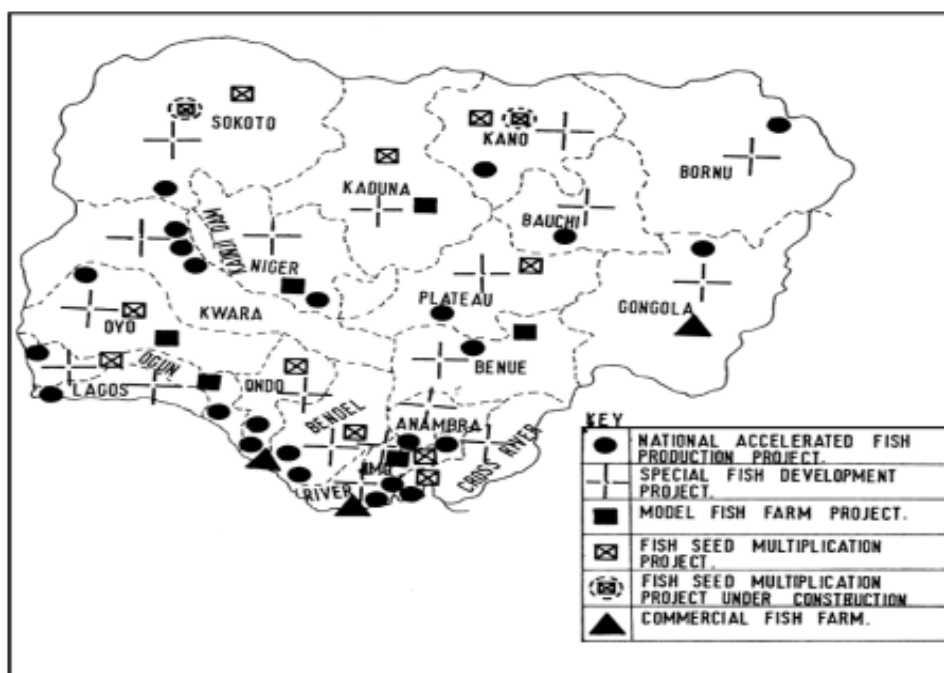 SOKOTO
KANO
BORNU
KADUNA
BAUCHI
KAINJI DAM
NIGER
PLATEAU
GONGOLA
KWARA
OYO
OGUN
BENUE
LAGOS
ONDO
BENDEL
ANAMBRA
IMO
CROSS RIVER
RIVER
KEY
NATIONAL ACCELERATED FISH
PRODUCTION PROJECT.
SPECIAL FISH DEVELOPMENT
PROJECT.
MODEL FISH FARM PROJECT.
FISH SEED MULTIPLICATION
PROJECT.
FISH SEED MULTIPLICATION
PROJECT UNDER CONSTRUCTION
COMMERCIAL FISH FARM.